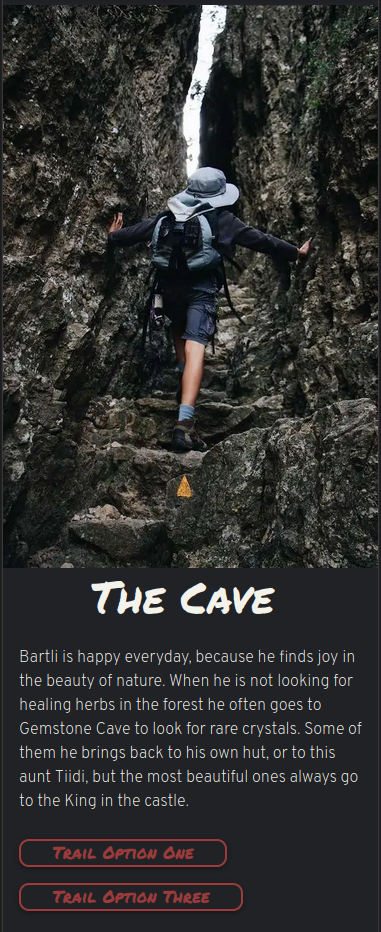 The Cave
Bartli is happy everyday, because he finds joy in
the beauty of nature. When he is not looking for
healing herbs in the forest he often goes to
Gemstone Cave to look for rare crystals. Some of
them he brings back to his own hut, or to this
aunt Tiidi, but the most beautiful ones always go
to the King in the castle.
Trail Option One
Trail Option Three